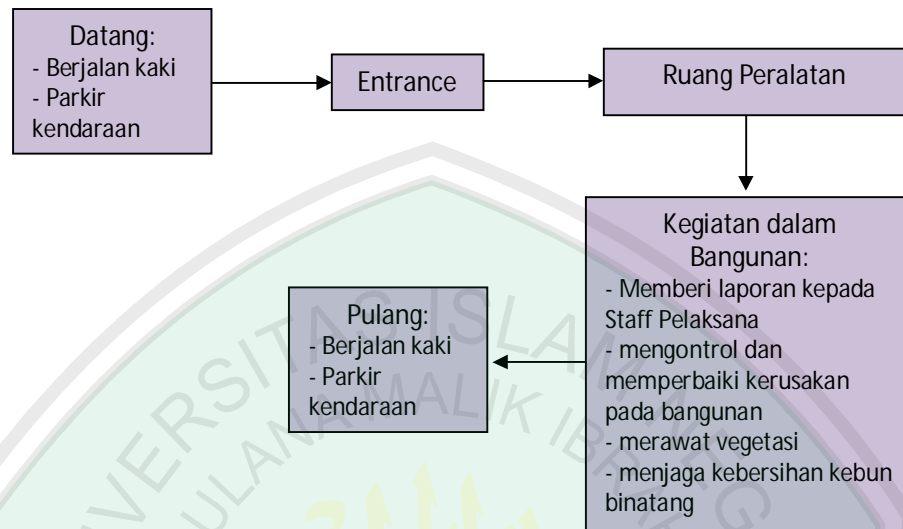 Datang:
- Berjalan kaki
- Parkir
kendaraan
Entrance
Ruang Peralatan
Kegiatan dalam
Bangunan:
- Memberi laporan kepada
Staff Pelaksana
- mengontrol dan
memperbaiki kerusakan
pada bangunan
- merawat vegetasi
- menjaga kebersihan kebun
binatang
Pulang:
- Berjalan kaki
- Parkir
kendaraan